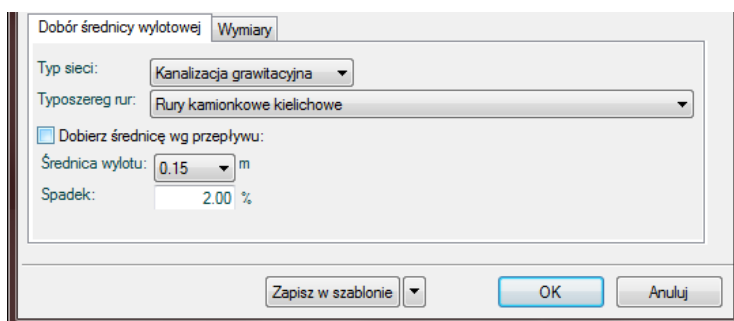 Dobór średnicy wylotowej Wymiary
Typ sieci: Kanalizacja grawitacyjna
Typoszereg rur: Rury kamionkowe kielichowe
Dobierz średnicę wg przepływu:
Średnica wylotu: 0.15 m
Spadek: 2.00 %
Zapisz w szablonie OK Anuluj